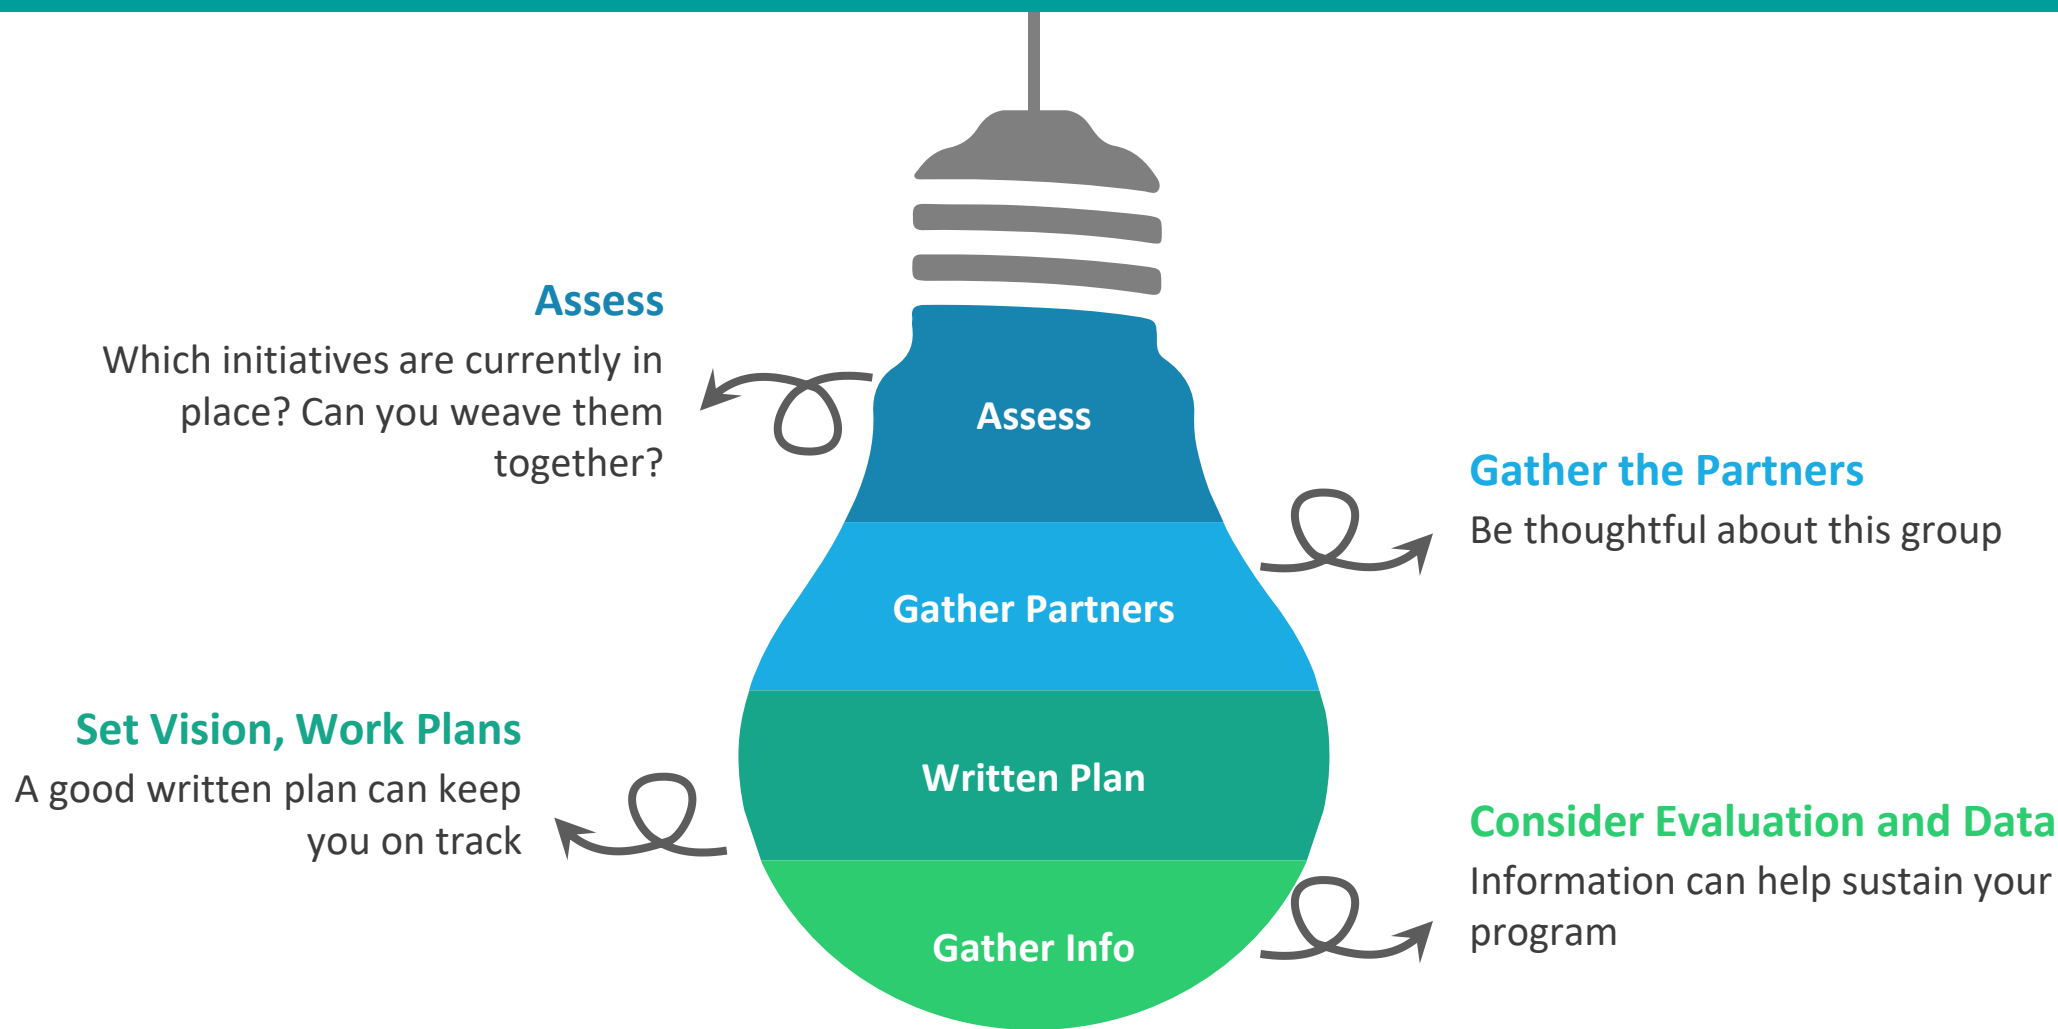 Assess
Which initiatives are currently in
place? Can you weave them
together?
Assess
Gather the Partners
Be thoughtful about this group
Gather Partners
Set Vision, Work Plans
A good written plan can keep
you on track
Written Plan
Consider Evaluation and Data
Information can help sustain your
program
Gather Info